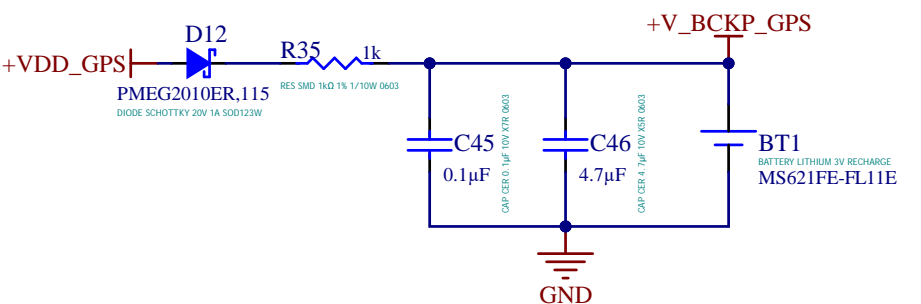 +V_BCKP_GPS
D12
R35
1k
+VDD_GPS
RES SMD 1kΩ 1% 1/10W 0603
PMEG2010ER,115
DIODE SCHOTTKY 20V 1A SOD123W
C45
0.1µF
CAP CER 0.1µF 10V X7R 0603
C46
4.7µF
CAP CER 4.7µF 10V X5R 0603
BT1
BATTERY LITHIUM 3V RECHARGE
MS621FE-FL11E
GND